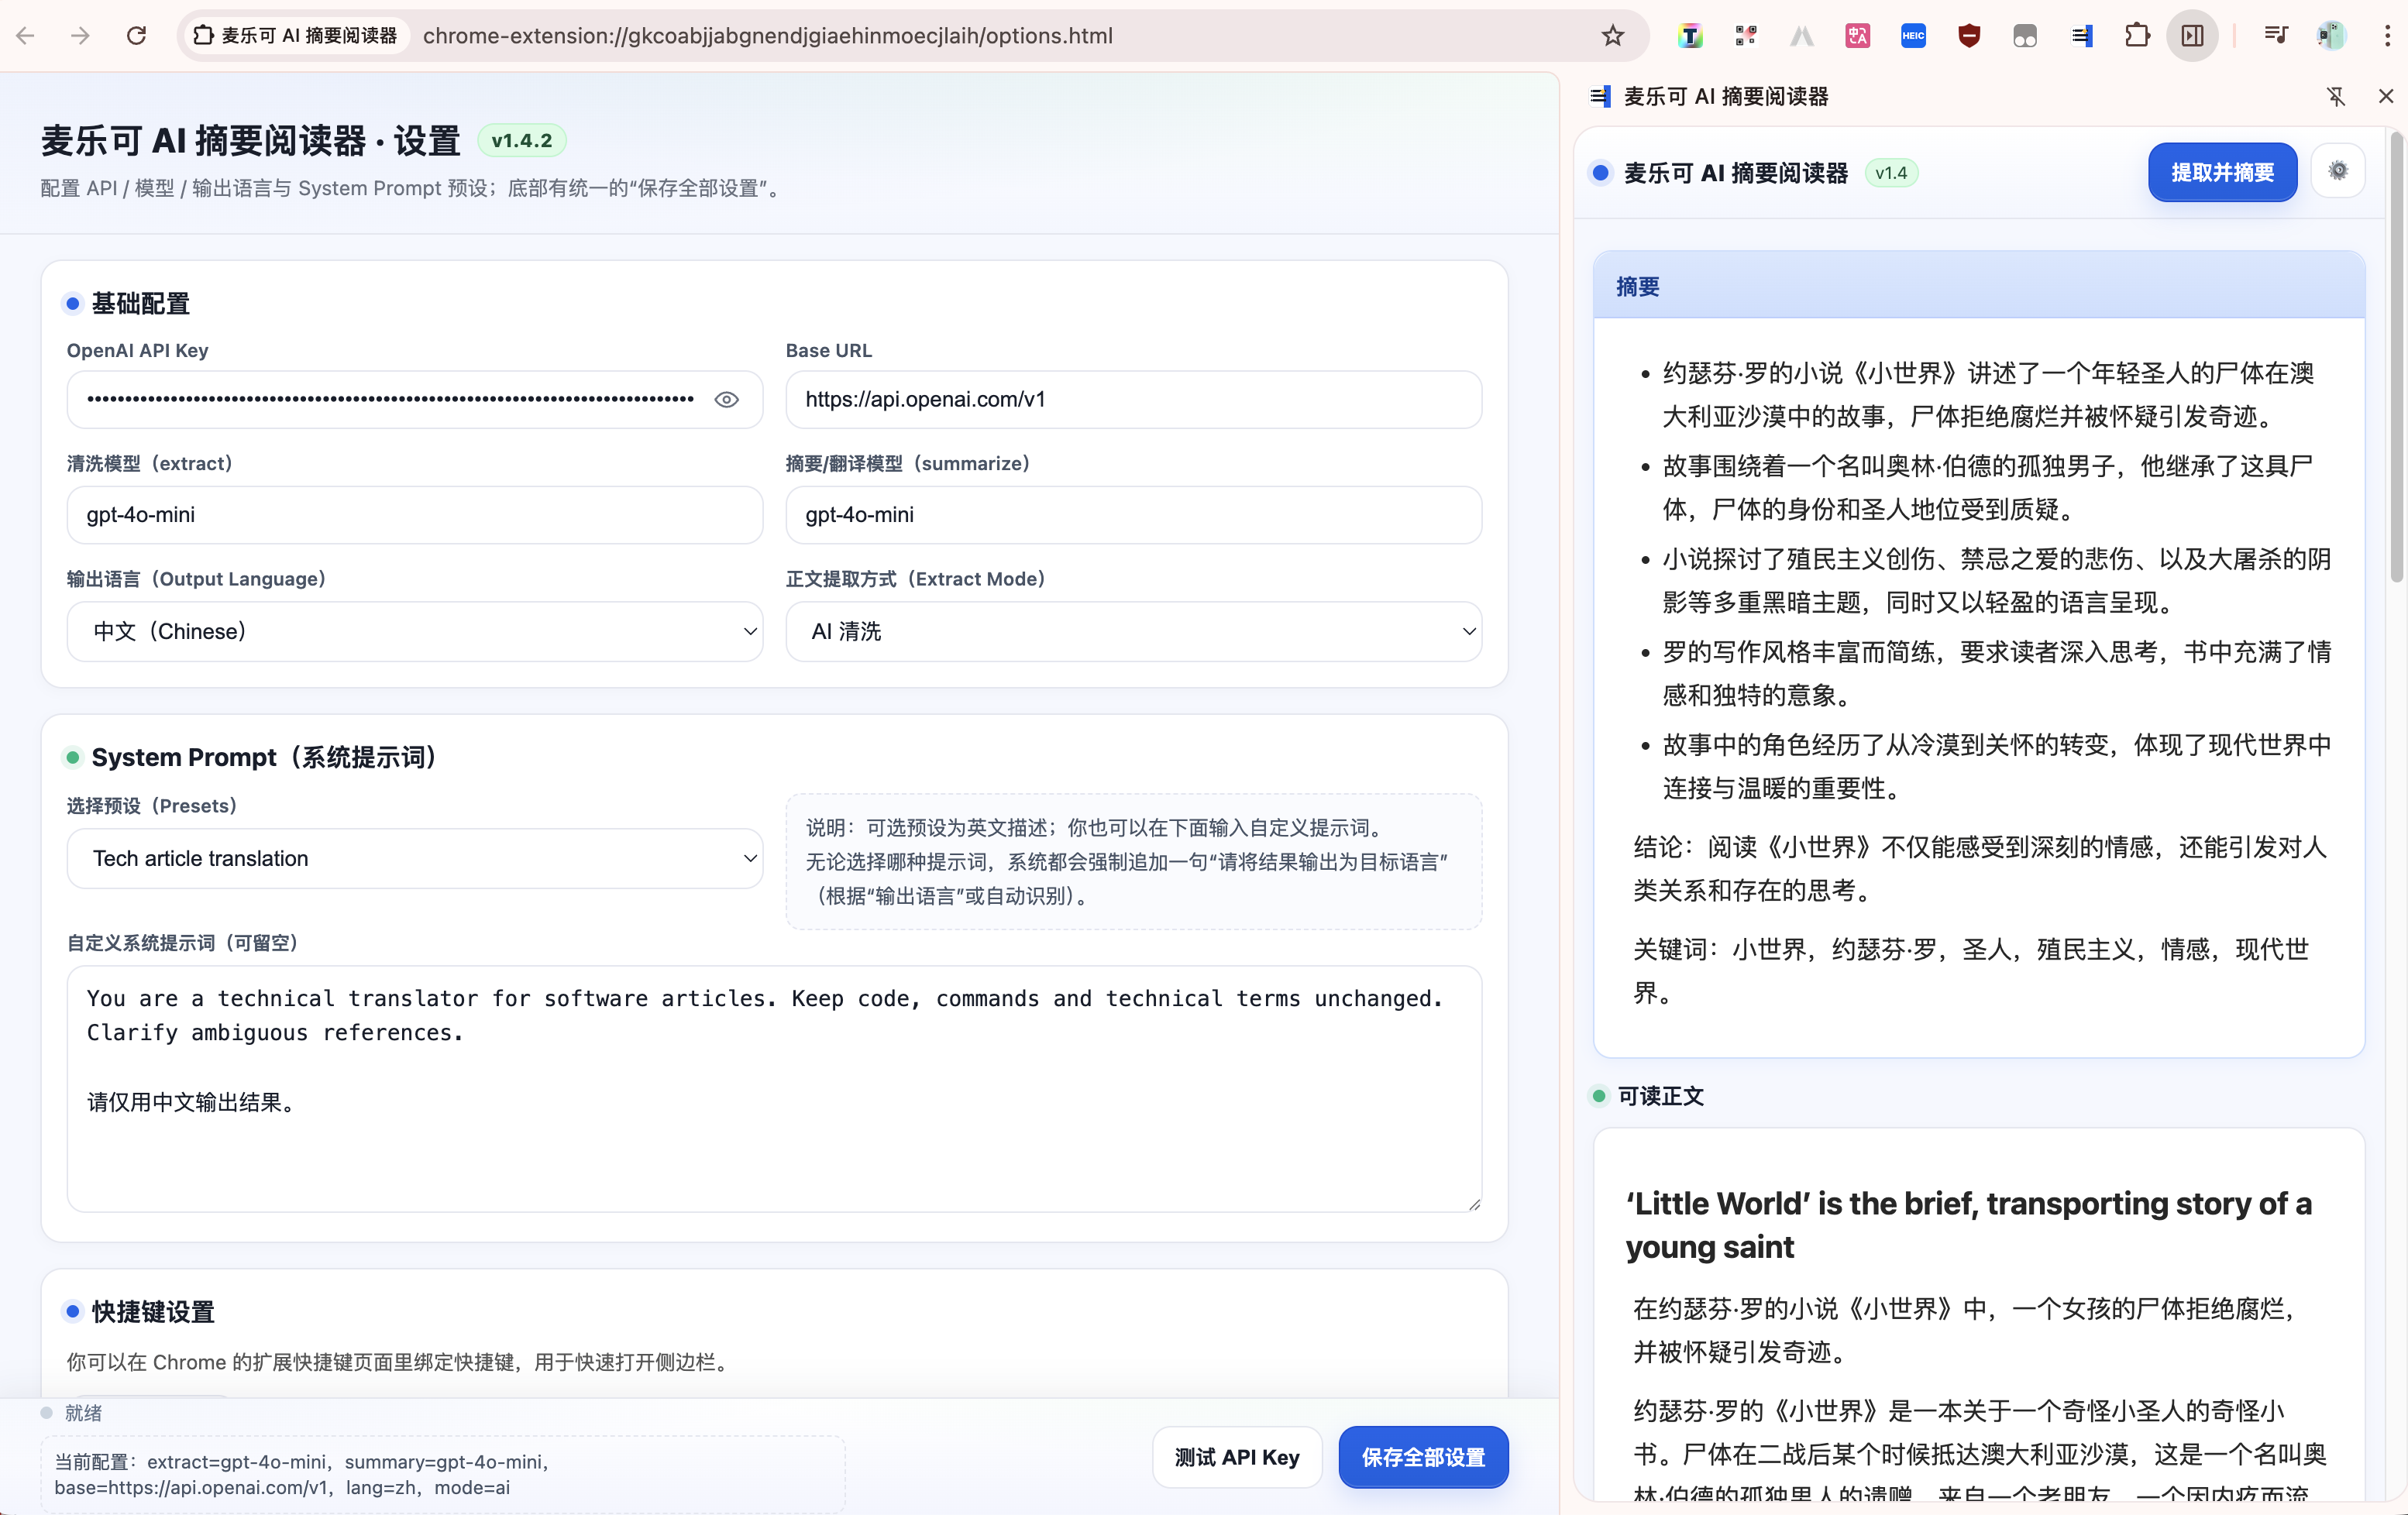 麦乐可 AI 摘要阅读器
chrome-extension://gkcoabjjabgnendjgiaehinmoecjlaih/options.html
HEIC
麦乐可 AI 摘要阅读器 · 设置
v1.4.2
配置 API / 模型 / 输出语言与 System Prompt 预设；底部有统一的“保存全部设置”。
基础配置
OpenAI API Key
Base URL
https://api.openai.com/v1
清洗模型（extract）
摘要/翻译模型（summarize）
gpt-4o-mini
gpt-4o-mini
输出语言（Output Language）
正文提取方式（Extract Mode）
中文（Chinese）
AI 清洗
System Prompt（系统提示词）
选择预设（Presets）
Tech article translation
说明：可选预设为英文描述；你也可以在下面输入自定义提示词。
无论选择哪种提示词，系统都会强制追加一句“请将结果输出为目标语言”
（根据“输出语言”或自动识别）。
自定义系统提示词（可留空）
You are a technical translator for software articles. Keep code, commands and technical terms unchanged.
Clarify ambiguous references.
请仅用中文输出结果。
快捷键设置
你可以在 Chrome 的扩展快捷键页面里绑定快捷键，用于快速打开侧边栏。
就绪
当前配置：extract=gpt-4o-mini，summary=gpt-4o-mini，
base=https://api.openai.com/v1，lang=zh，mode=ai
测试 API Key
保存全部设置
麦乐可 AI 摘要阅读器
麦乐可 AI 摘要阅读器
v1.4
提取并摘要
摘要
约瑟芬·罗的小说《小世界》讲述了一个年轻圣人的尸体在澳
大利亚沙漠中的故事，尸体拒绝腐烂并被怀疑引发奇迹。
故事围绕着一个名叫奥林·伯德的孤独男子，他继承了这具尸
体，尸体的身份和圣人地位受到质疑。
小说探讨了殖民主义创伤、禁忌之爱的悲伤、以及大屠杀的阴
影等多重黑暗主题，同时又以轻盈的语言呈现。
罗的写作风格丰富而简练，要求读者深入思考，书中充满了情
感和独特的意象。
故事中的角色经历了从冷漠到关怀的转变，体现了现代世界中
连接与温暖的重要性。
结论：阅读《小世界》不仅能感受到深刻的情感，还能引发对人
类关系和存在的思考。
关键词：小世界，约瑟芬·罗，圣人，殖民主义，情感，现代世
界。
可读正文
‘Little World’ is the brief, transporting story of a
young saint
在约瑟芬·罗的小说《小世界》中，一个女孩的尸体拒绝腐烂，
并被怀疑引发奇迹。
约瑟芬·罗的《小世界》是一本关于一个奇怪小圣人的奇怪小
书。尸体在二战后某个时候抵达澳大利亚沙漠，这是一个名叫奥
林·伯德的孤独男人的遗赠，来自一个老朋友，一个因内疚而流